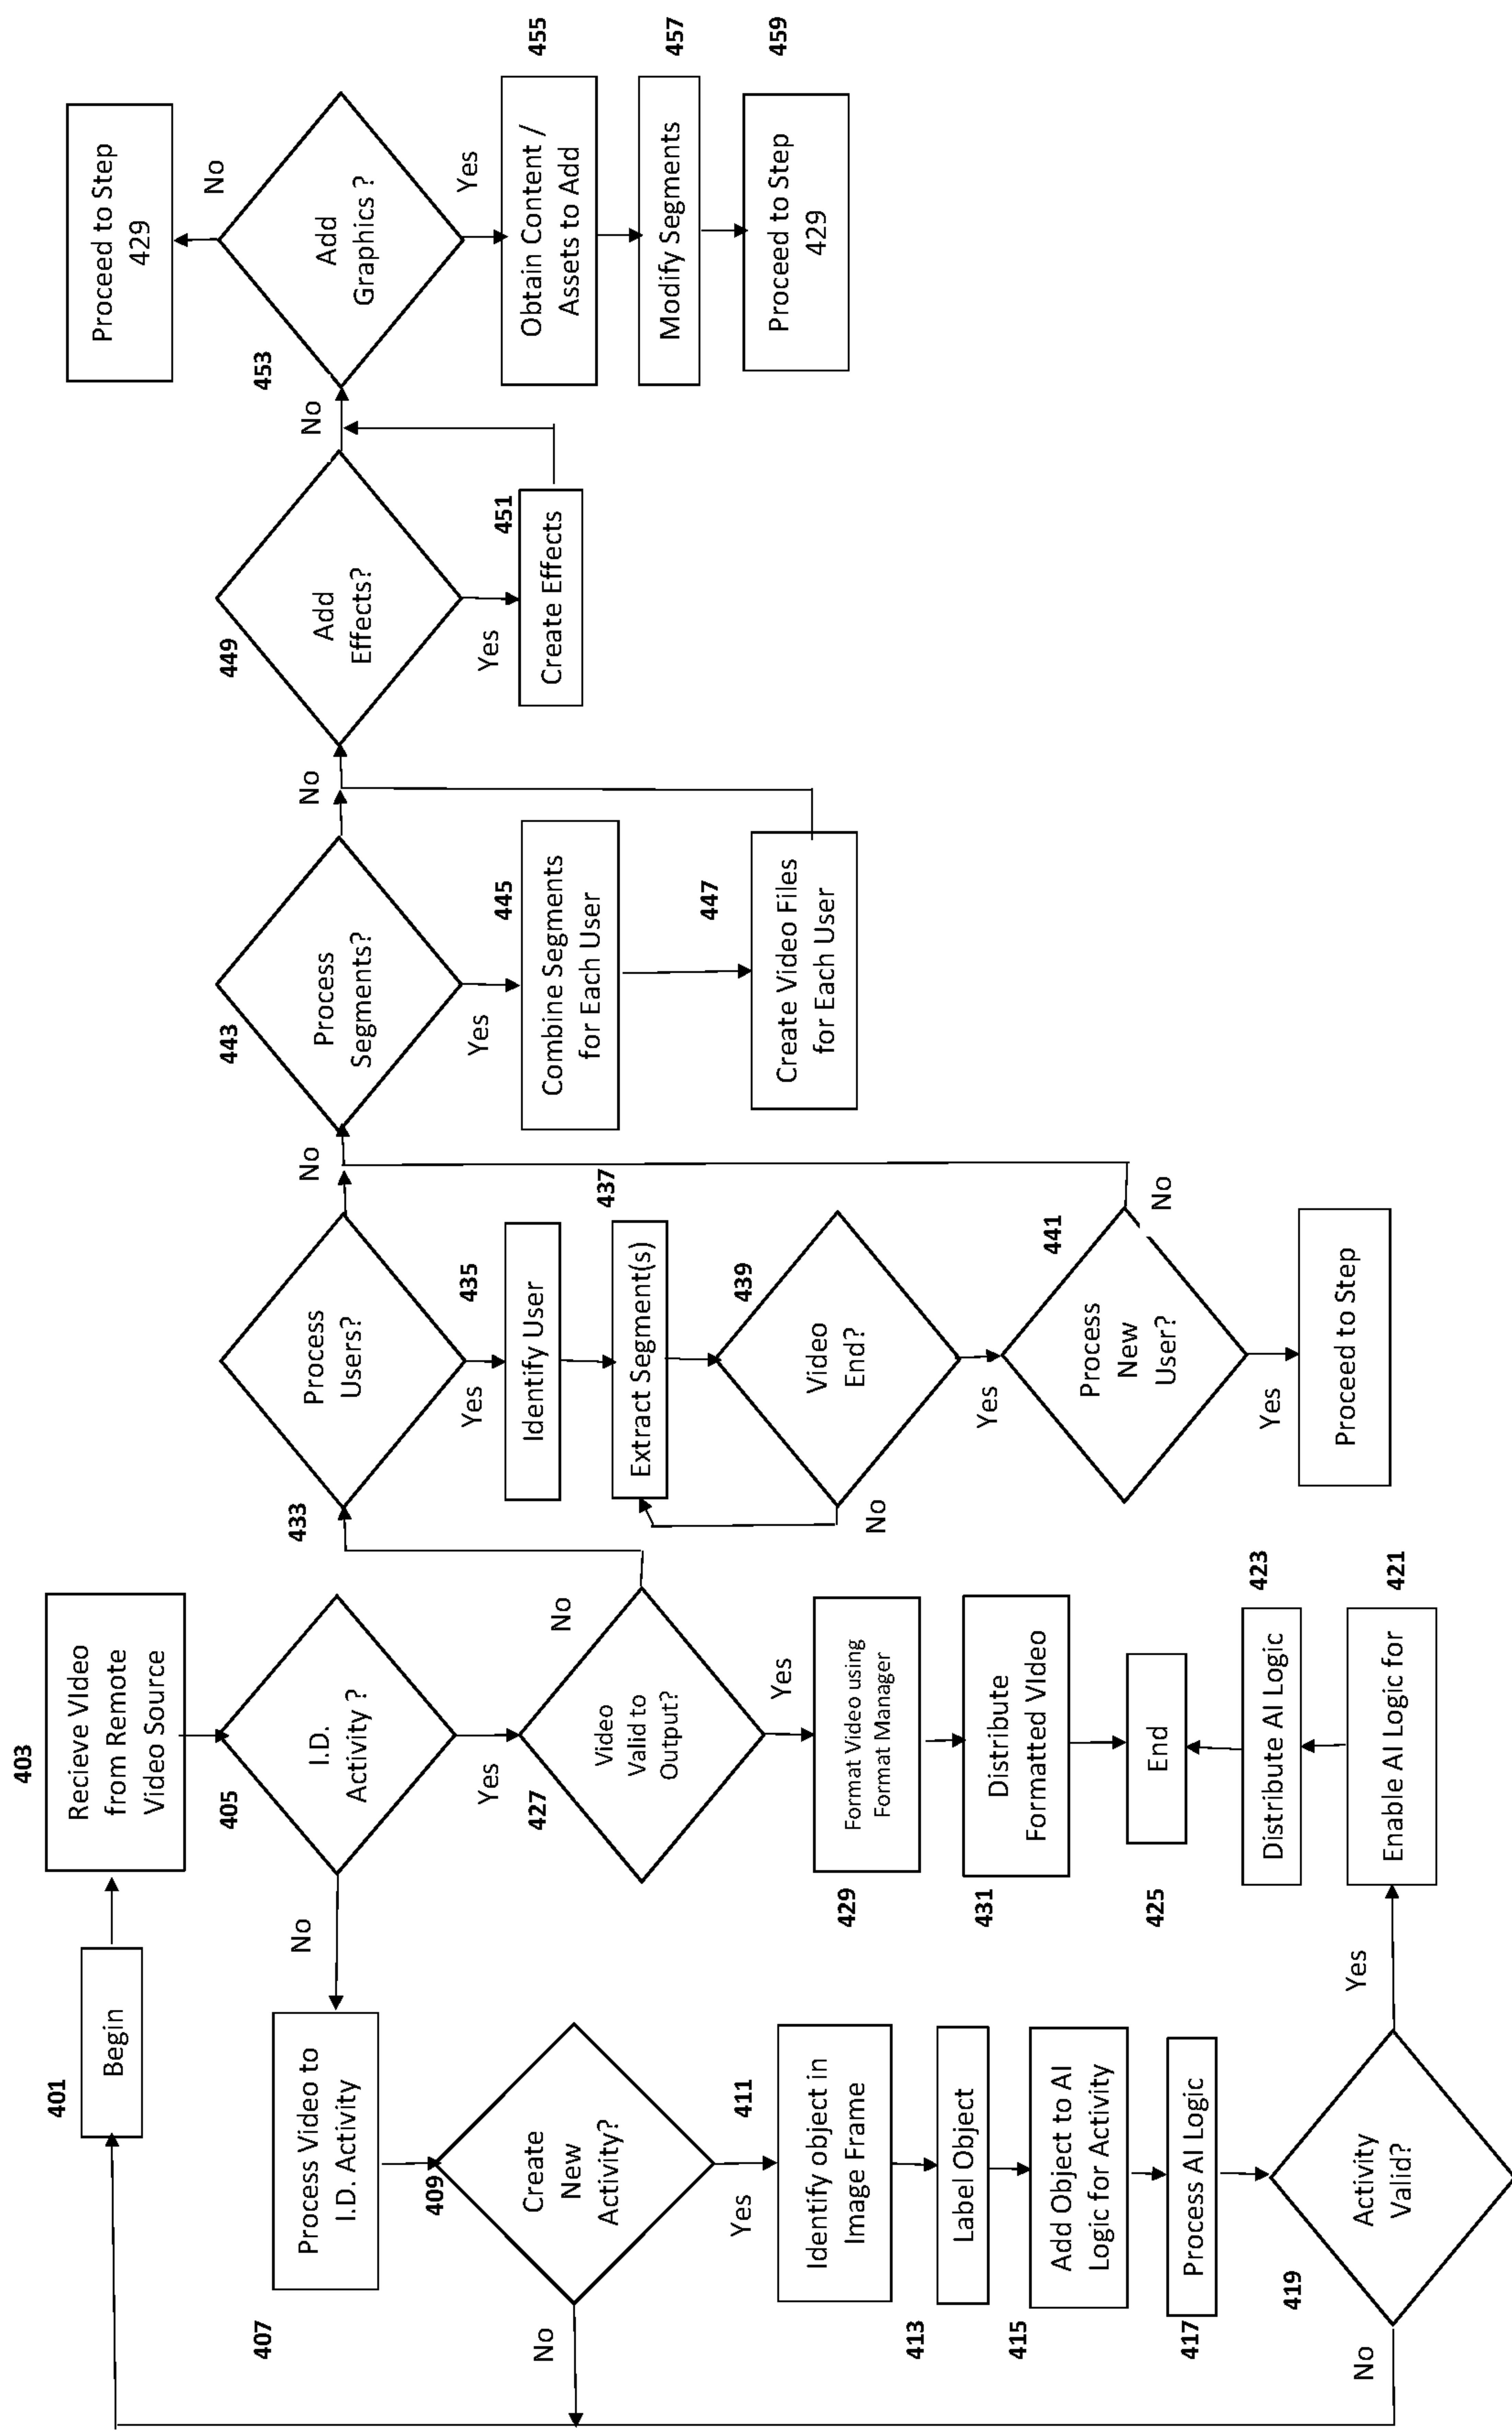 401
Begin
403
Recieve VIdeo
from Remote
Video Source
405
I.D.
Activity ?
No
Yes
407
Process Video to
I.D. Activity
409
Create
New
Activity?
No
Yes
411
Identify object in
Image Frame
413
Label Object
415
Add Object to AI
Logic for Activity
417
Process AI Logic
419
Activity
Valid?
No
Yes
421
Enable AI Logic for
423
Distribute AI Logic
425
End
427
Video
Valid to
Output?
No
Yes
429
Format Video using
Format Manager
431
Distribute
Formatted VIdeo
433
Process
Users?
No
Yes
435
Identify User
437
Extract Segment(s)
439
Video
End?
No
Yes
441
Process
New
User?
No
Yes
Proceed to Step
443
Process
Segments?
No
Yes
445
Combine Segments
for Each User
447
Create Video Files
for Each User
449
Add
Effects?
No
Yes
451
Create Effects
453
Add
Graphics ?
No
Proceed to Step
429
Yes
455
Obtain Content /
Assets to Add
457
Modify Segments
459
Proceed to Step
429